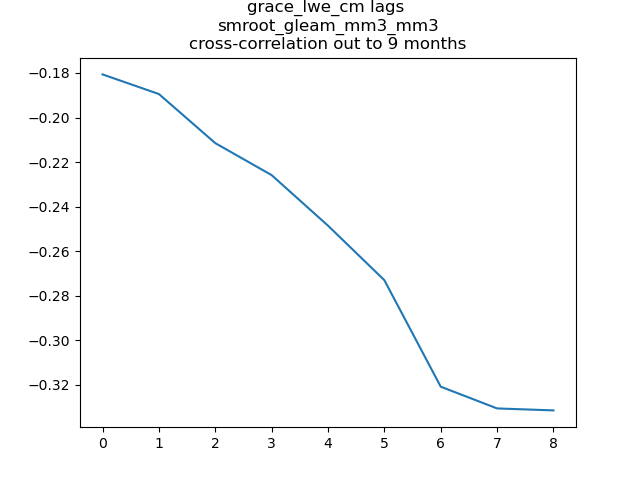 grace_lwe_cm lags
smroot_gleam_mm3_mm3
cross-correlation out to 9 months
−0.18
−0.20
−0.22
−0.24
−0.26
−0.28
−0.30
−0.32
0 1 2 3 4 5 6 7 8